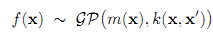 f(𝐱) ∼ 𝒢𝒫(m(𝐱), k(𝐱, 𝐱′))